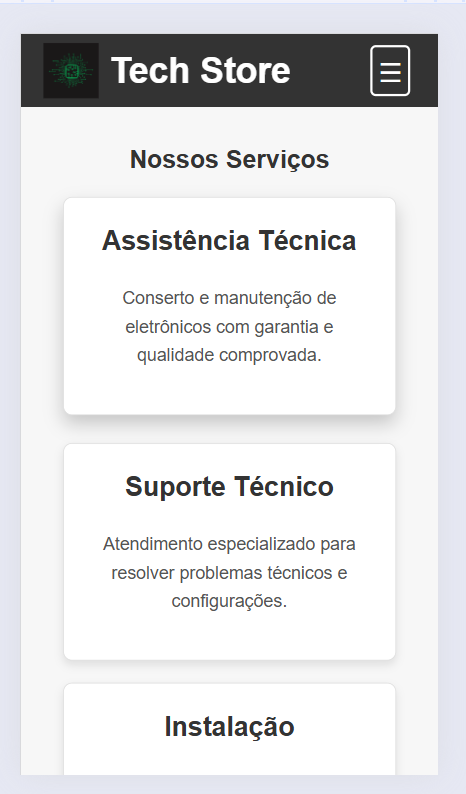 Tech Store
☰
Nossos Serviços
Assistência Técnica
Conserto e manutenção de
eletrônicos com garantia e
qualidade comprovada.
Suporte Técnico
Atendimento especializado para
resolver problemas técnicos e
configurações.
Instalação